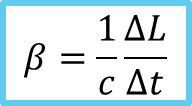 β = 1/c ΔL/Δt